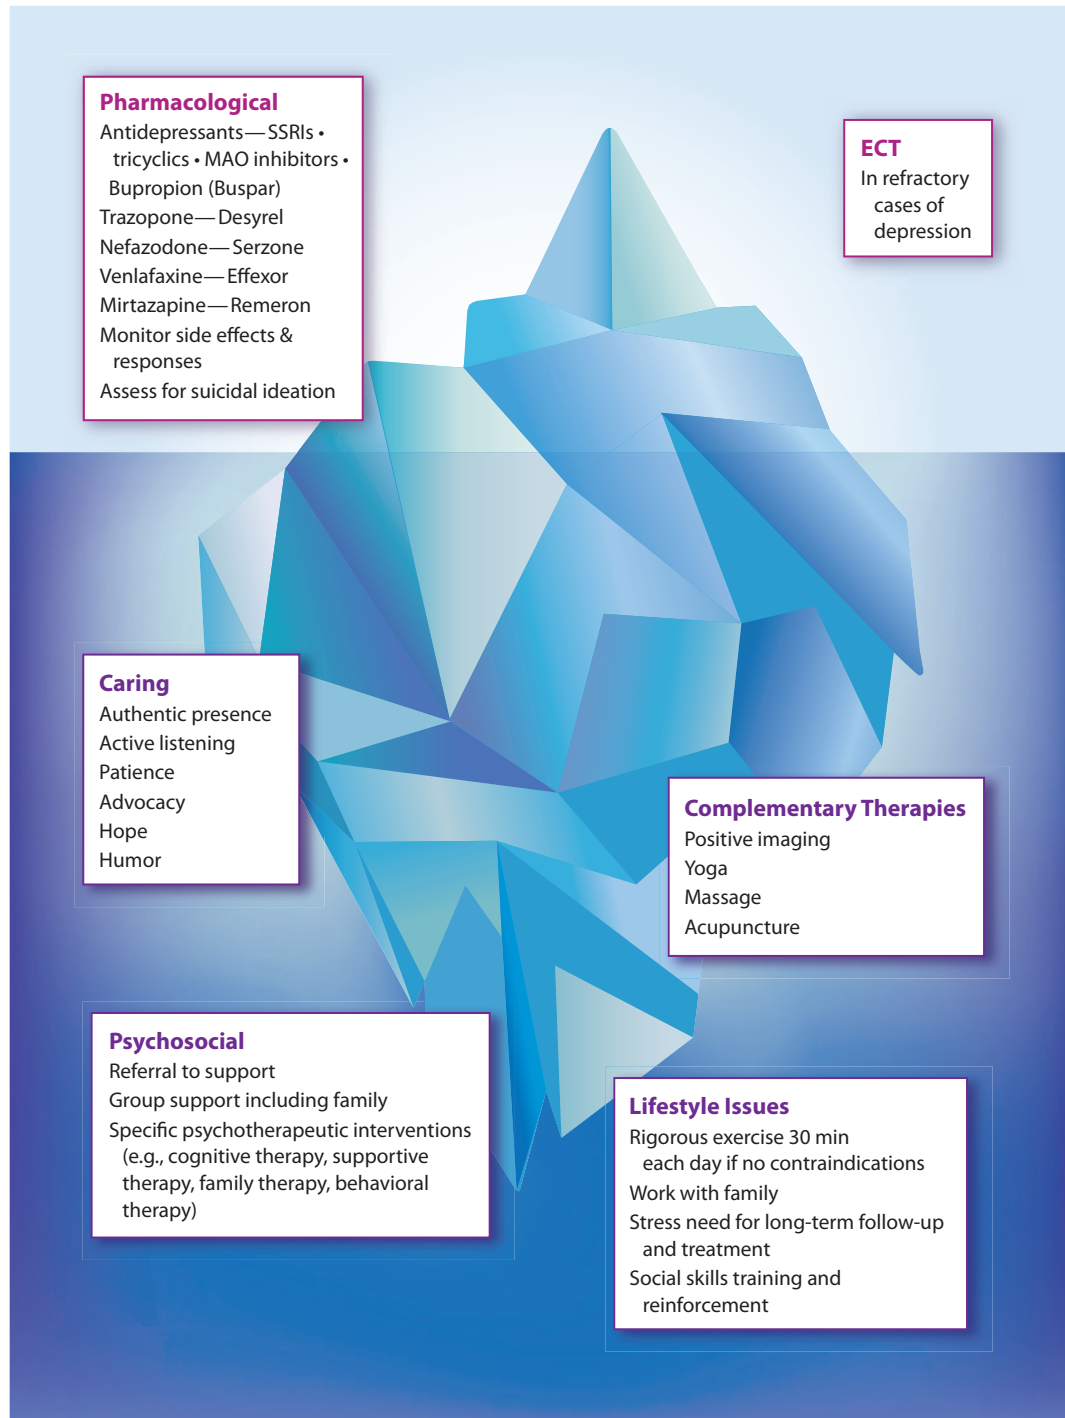 Pharmacological
Antidepressants—SSRIs •
tricyclics • MAO inhibitors •
Bupropion (Buspar)
Trazopone—Desyrel
Nefazodone—Serzone
Venlafaxine—Effexor
Mirtazapine—Remeron
Monitor side effects &
responses
Assess for suicidal ideation
ECT
In refractory
cases of
depression
Caring
Authentic presence
Active listening
Patience
Advocacy
Hope
Humor
Complementary Therapies
Positive imaging
Yoga
Massage
Acupuncture
Psychosocial
Referral to support
Group support including family
Specific psychotherapeutic interventions
(e.g., cognitive therapy, supportive
therapy, family therapy, behavioral
therapy)
Lifestyle Issues
Rigorous exercise 30 min
each day if no contraindications
Work with family
Stress need for long-term follow-up
and treatment
Social skills training and
reinforcement